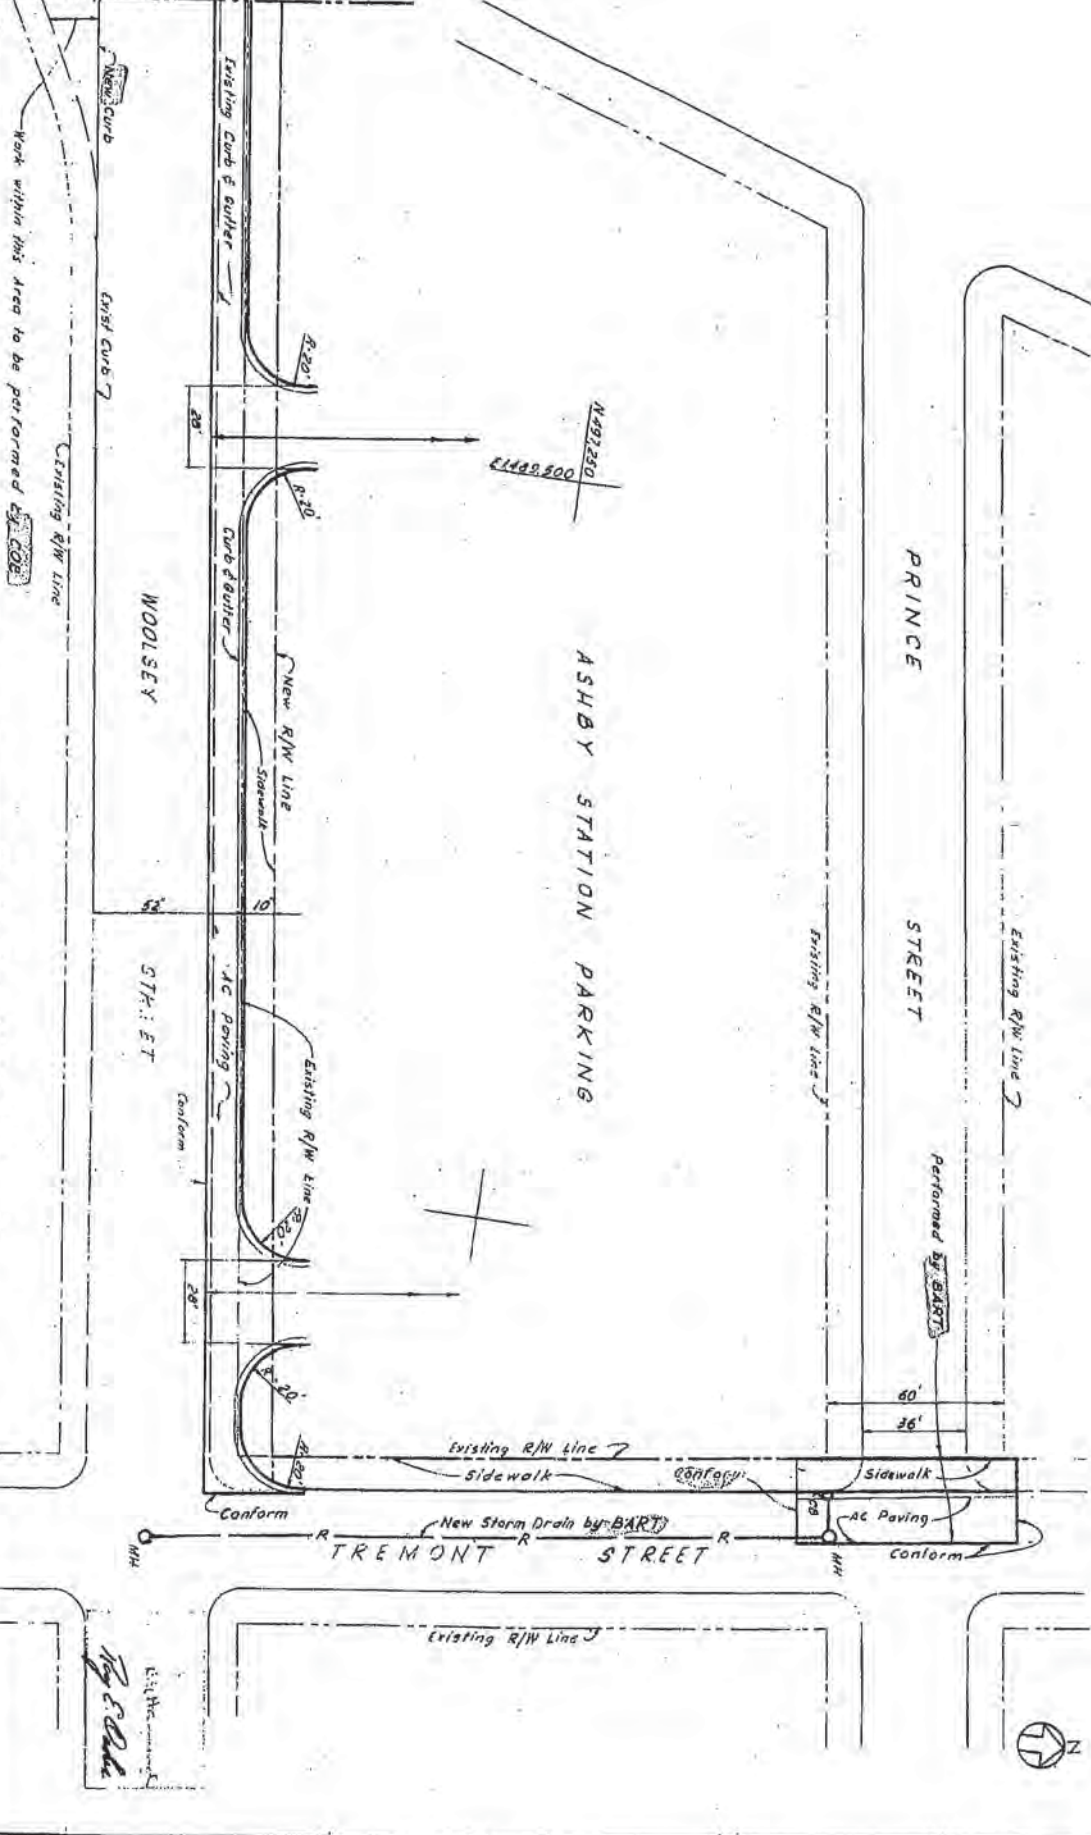 New Curb
Work within this Area to be performed by COB
Exist Curb
Existing R/W Line
WOOLSEY
Existing Curb & Gutter
R=20'
28'
R=20'
Curb & Gutter
New R/W Line
Sidewalk
N497,250
E1489,500
ASHBY STATION PARKING
PRINCE STREET
Existing R/W Line
Existing R/W Line
52'
10'
AC Paving
Existing R/W Line
Conform
R=20'
28'
R=20'
R=20'
Performed by BART
60'
36'
Existing R/W Line
Sidewalk
Conform
Sidewalk
CB
AC Paving
Conform
Conform
New Storm Drain by BART
R R R
MH
MH
TREMONT STREET
Existing R/W Line
N